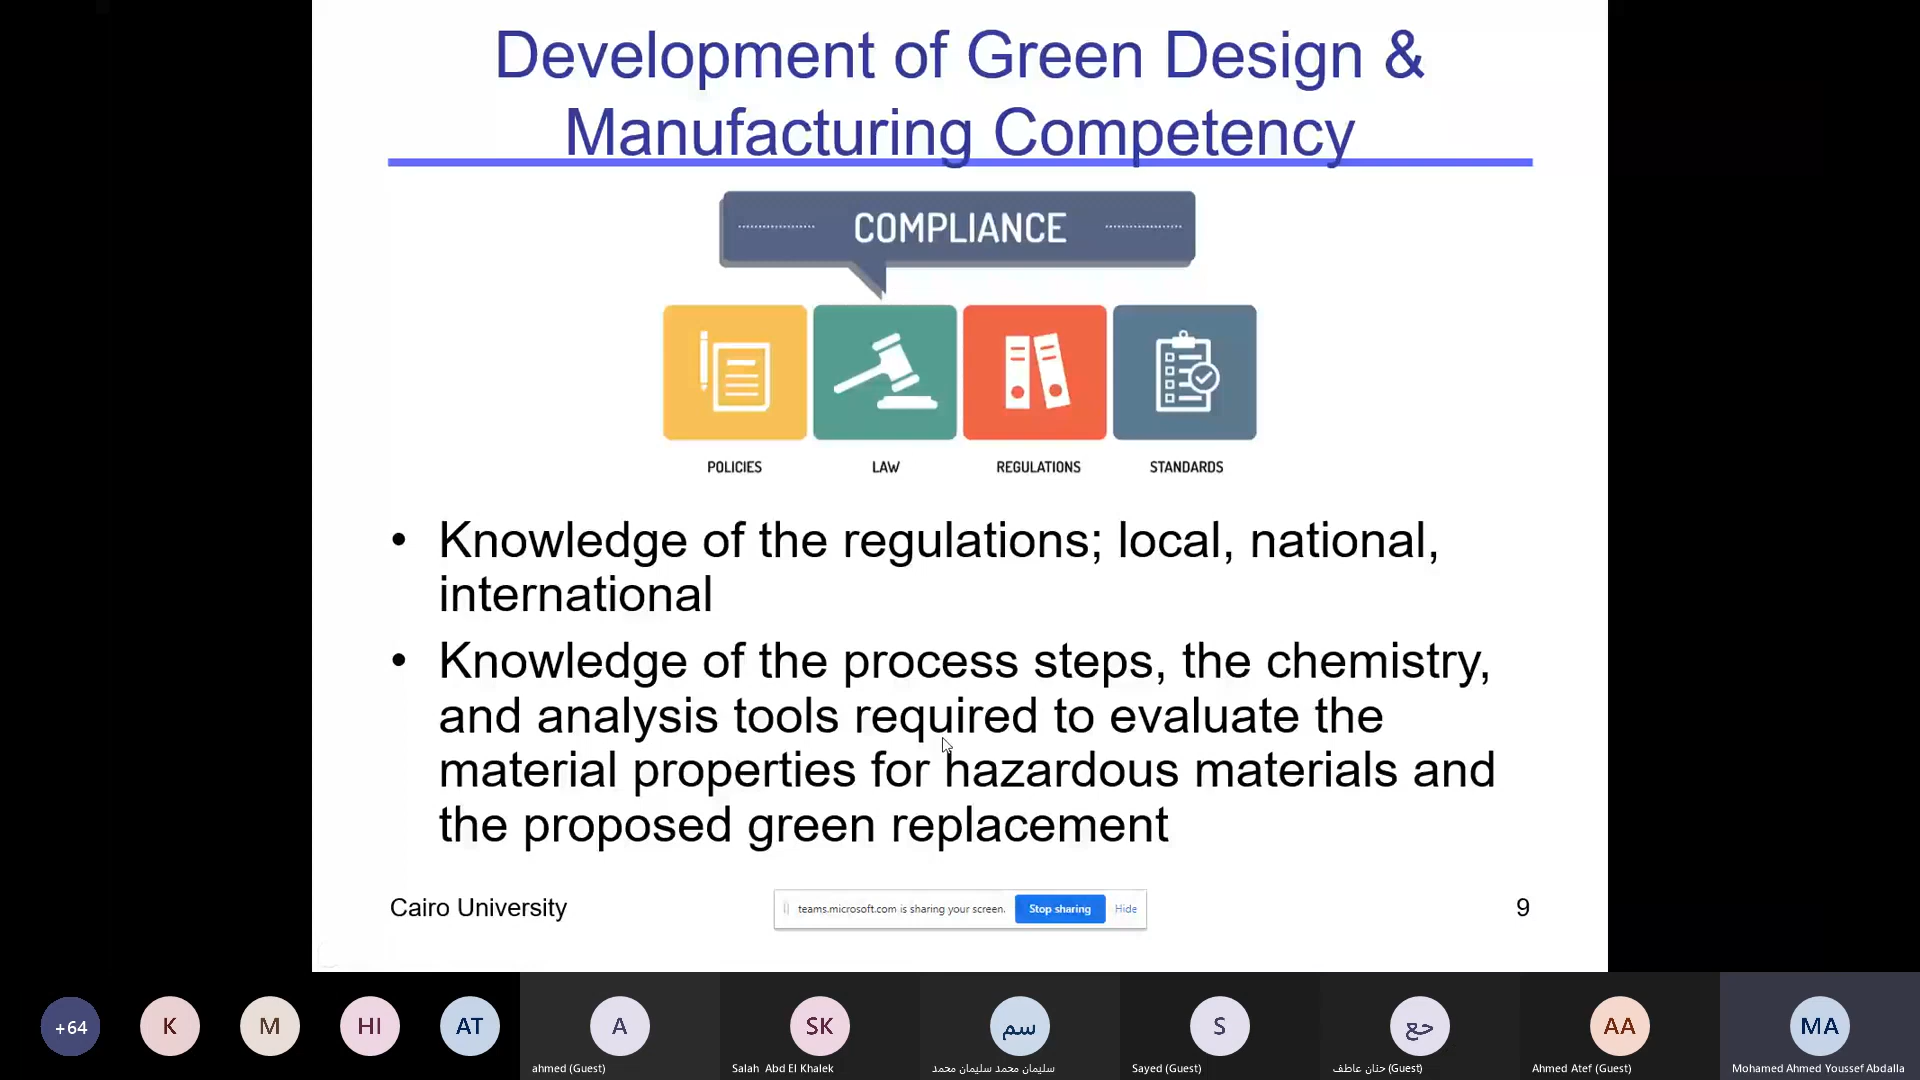 Development of Green Design &
Manufacturing Competency
COMPLIANCE
POLICIES
LAW
REGULATIONS
STANDARDS
• Knowledge of the regulations; local, national,
international
• Knowledge of the process steps, the chemistry,
and analysis tools required to evaluate the
material properties for hazardous materials and
the proposed green replacement
Cairo University
teams.microsoft.com is sharing your screen.
Stop sharing
Hide
9
+64
K
M
HI
AT
A
SK
سم
S
حع
AA
MA
ahmed (Guest)
Salah Abd El Khalek
سليمان محمد سليمان محمد
Sayed (Guest)
حنان عاطف (Guest)
Ahmed Atef (Guest)
Mohamed Ahmed Youssef Abdalla